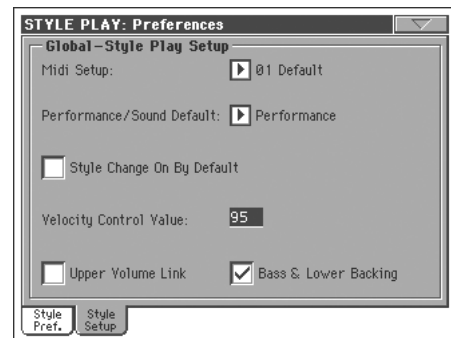 STYLE PLAY: Preferences
Global-Style Play Setup
Midi Setup: 01 Default
Performance/Sound Default: Performance
Style Change On By Default
Velocity Control Value: 95
Upper Volume Link Bass & Lower Backing
Style Pref. Style Setup